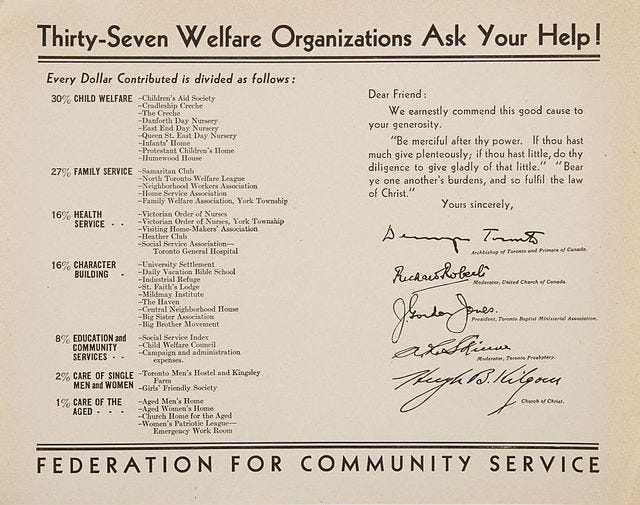 Thirty-Seven Welfare Organizations Ask Your Help!
Every Dollar Contributed is divided as follows:
30% CHILD WELFARE
-Children's Aid Society
-Cradleship Creche
-The Creche
-Danforth Day Nursery
-East End Day Nursery
-Queen St. East Day Nursery
-Infants' Home
-Protestant Children's Home
-Humewood House
27% FAMILY SERVICE
-Samaritan Club
-North Toronto Welfare League
-Neighborhood Workers Association
-Home Service Association
-Family Welfare Association, York Township
16% HEALTH
SERVICE - -
-Victorian Order of Nurses
-Victorian Order of Nurses, York Township
-Visiting Home-Makers' Association
-Heather Club
-Social Service Association—
Toronto General Hospital
16% CHARACTER
BUILDING -
-University Settlement
-Daily Vacation Bible School
-Industrial Refuge
-St. Faith's Lodge
-Mildmay Institute
-The Haven
-Central Neighborhood House
-Big Sister Association
-Big Brother Movement
8% EDUCATION and
COMMUNITY
SERVICES - -
-Social Service Index
-Child Welfare Council
-Campaign and administration
expenses.
2% CARE OF SINGLE
MEN and WOMEN
-Toronto Men's Hostel and Kingsley
Farm
-Girls' Friendly Society
1% CARE OF THE
AGED - - -
-Aged Men's Home
-Aged Women's Home
-Church Home for the Aged
-Women's Patriotic League—
Emergency Work Room
Dear Friend:
We earnestly commend this good cause to
your generosity.
"Be merciful after thy power. If thou hast
much give plenteously; if thou hast little, do thy
diligence to give gladly of that little." "Bear
ye one another's burdens, and so fulfil the law
of Christ."
Yours sincerely,
Archbishop of Toronto and Primate of Canada.
Richard Roberts
Moderator, United Church of Canada.
J. Gordon Jones.
President, Toronto Baptist Ministerial Association.
Moderator, Toronto Presbytery.
Hugh B. Kilgour
Church of Christ.
FEDERATION FOR COMMUNITY SERVICE